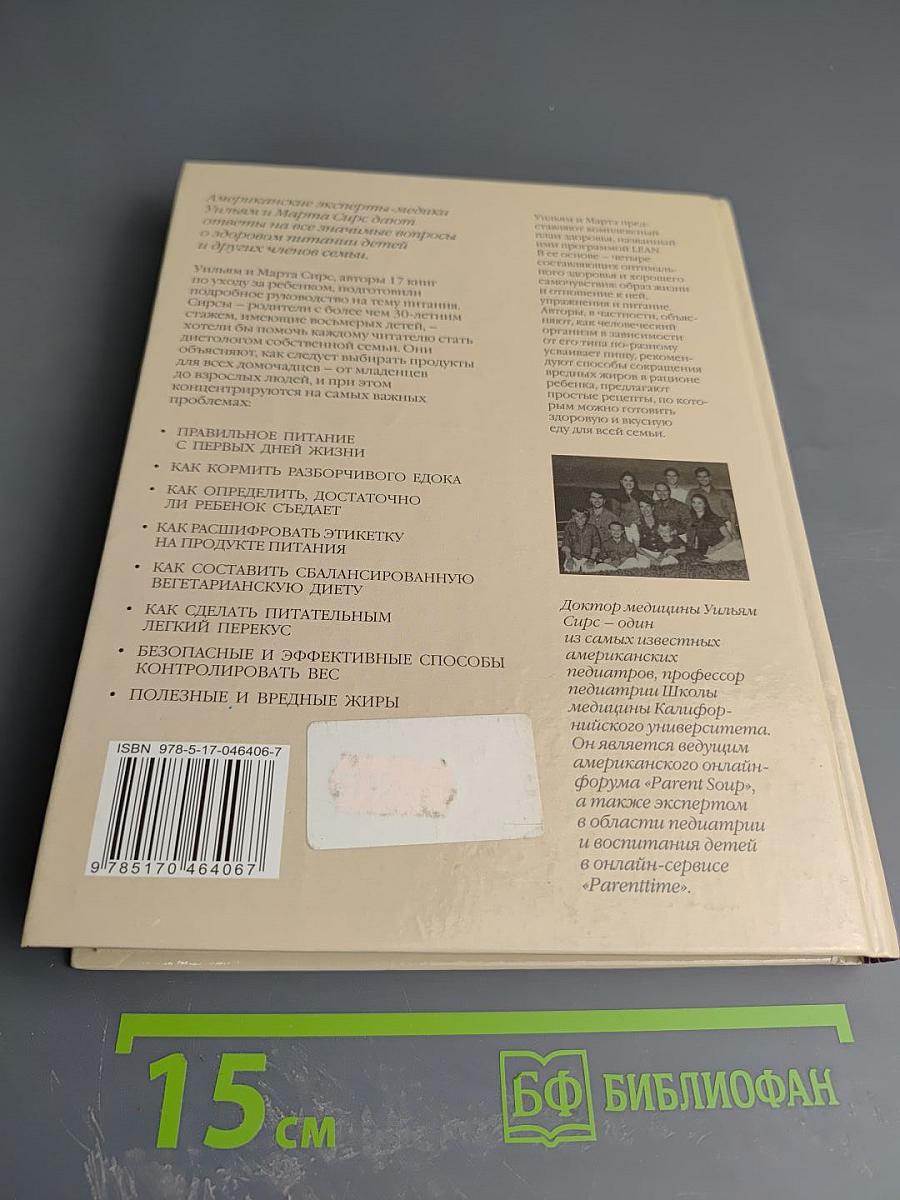 Американские эксперты-медики
Уильям и Марта Сирс дают
ответы на все значимые вопросы
о здоровом питании детей
и других членов семьи.
Уильям и Марта Сирс, авторы 17 книг
по уходу за ребенком, подготовили
подробное руководство на тему питания.
Сирсы – родители с более чем 30-летним
стажем, имеющие восьмерых детей, –
хотели бы помочь каждому читателю стать
диетологом собственной семьи. Они
объясняют, как следует выбирать продукты
для всех домочадцев – от младенцев
до взрослых людей, и при этом
концентрируются на самых важных
проблемах:
• ПРАВИЛЬНОЕ ПИТАНИЕ
С ПЕРВЫХ ДНЕЙ ЖИЗНИ
• КАК КОРМИТЬ РАЗБОРЧИВОГО ЕДОКА
• КАК ОПРЕДЕЛИТЬ, ДОСТАТОЧНО
ЛИ РЕБЕНОК СЪЕДАЕТ
• КАК РАСШИФРОВАТЬ ЭТИКЕТКУ
НА ПРОДУКТЕ ПИТАНИЯ
• КАК СОСТАВИТЬ СБАЛАНСИРОВАННУЮ
ВЕГЕТАРИАНСКУЮ ДИЕТУ
• КАК СДЕЛАТЬ ПИТАТЕЛЬНЫМ
ЛЕГКИЙ ПЕРЕКУС
• БЕЗОПАСНЫЕ И ЭФФЕКТИВНЫЕ СПОСОБЫ
КОНТРОЛИРОВАТЬ ВЕС
• ПОЛЕЗНЫЕ И ВРЕДНЫЕ ЖИРЫ
ISBN 978-5-17-046406-7
9 785170 464067
Уильям и Марта пред-
ставляют комплексный
план здоровья, названный
ими программой LEAN.
В ее основе – четыре
составляющих оптималь-
ного здоровья и хорошего
самочувствия: образ жизни
и отношение к ней,
упражнения и питание.
Авторы, в частности, объяс-
няют, как человеческий
организм в зависимости
от его типа по-разному
усваивает пищу, рекомен-
дуют способы сокращения
вредных жиров в рационе
ребенка, предлагают
простые рецепты, по кото-
рым можно готовить
здоровую и вкусную
еду для всей семьи.
Доктор медицины Уильям
Сирс – один
из самых известных
американских
педиатров, профессор
педиатрии Школы
медицины Калифор-
нийского университета.
Он является ведущим
американского онлайн-
форума «Parent Soup»,
а также экспертом
в области педиатрии
и воспитания детей
в онлайн-сервисе
«Parenttime».
15 СМ
БФ БИБЛИОФАН